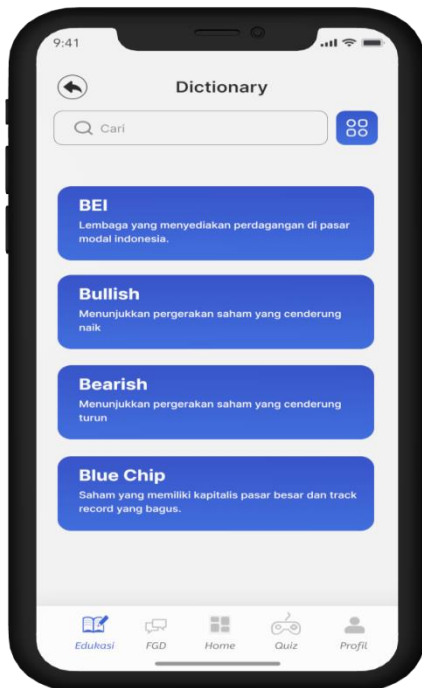 9:41
Dictionary
Cari
BEI
Lembaga yang menyediakan perdagangan di pasar
modal indonesia.
Bullish
Menunjukkan pergerakan saham yang cenderung
naik
Bearish
Menunjukkan pergerakan saham yang cenderung
turun
Blue Chip
Saham yang memiliki kapitalis pasar besar dan track
record yang bagus.
Edukasi FGD Home Quiz Profil